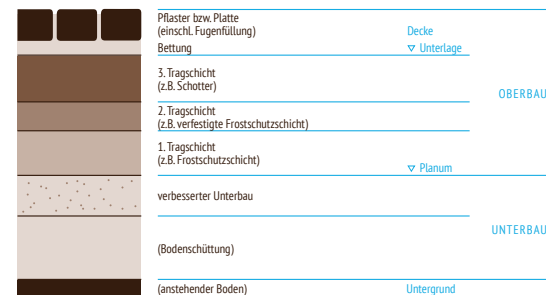 Pflaster bzw. Platte
(einschl. Fugenfüllung) Decke
Bettung ▽ Unterlage
3. Tragschicht
(z.B. Schotter)
OBERBAU
2. Tragschicht
(z.B. verfestigte Frostschutzschicht)
1. Tragschicht
(z.B. Frostschutzschicht)
▽ Planum
verbesserter Unterbau
UNTERBAU
(Bodenschüttung)
(anstehender Boden) Untergrund